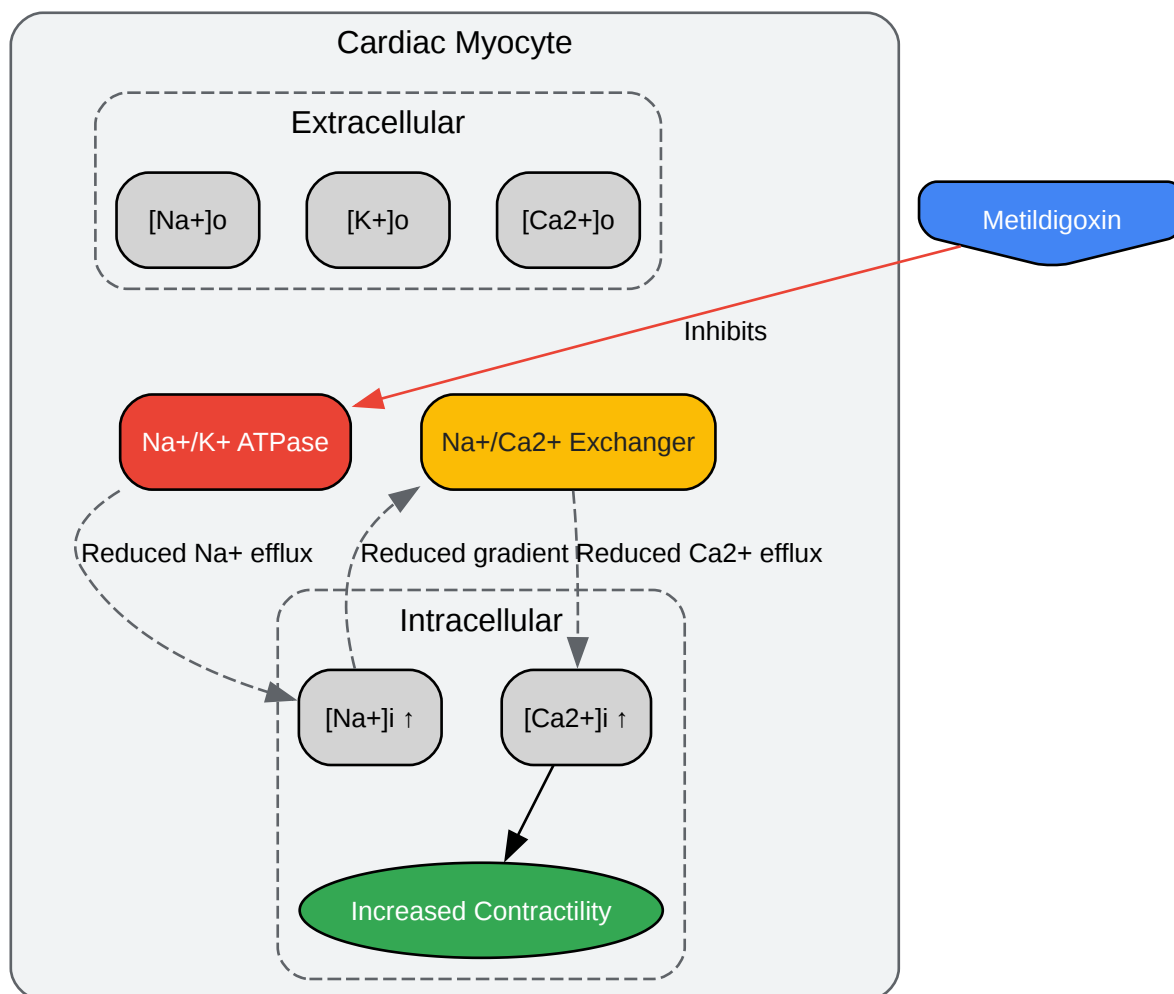 Cardiac Myocyte
Extracellular
[Na+]o
[K+]o
[Ca2+]o
Metildigoxin
Inhibits
Na+/K+ ATPase
Na+/Ca2+ Exchanger
Reduced Na+ efflux
Reduced gradient
Reduced Ca2+ efflux
Intracellular
[Na+]i ↑
[Ca2+]i ↑
Increased Contractility